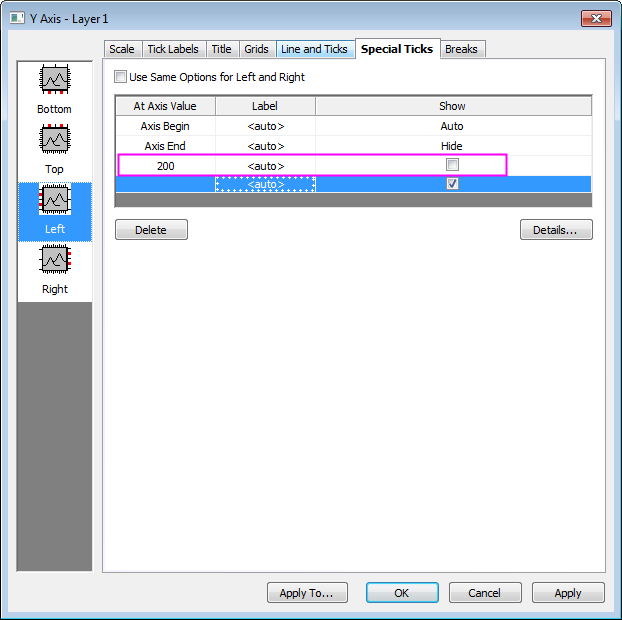 Y Axis - Layer1
Scale Tick Labels Title Grids Line and Ticks Special Ticks Breaks
Use Same Options for Left and Right
At Axis Value Label Show
Axis Begin <auto> Auto
Axis End <auto> Hide
200 <auto>
<auto>
Delete Details...
Bottom
Top
Left
Right
Apply To... OK Cancel Apply